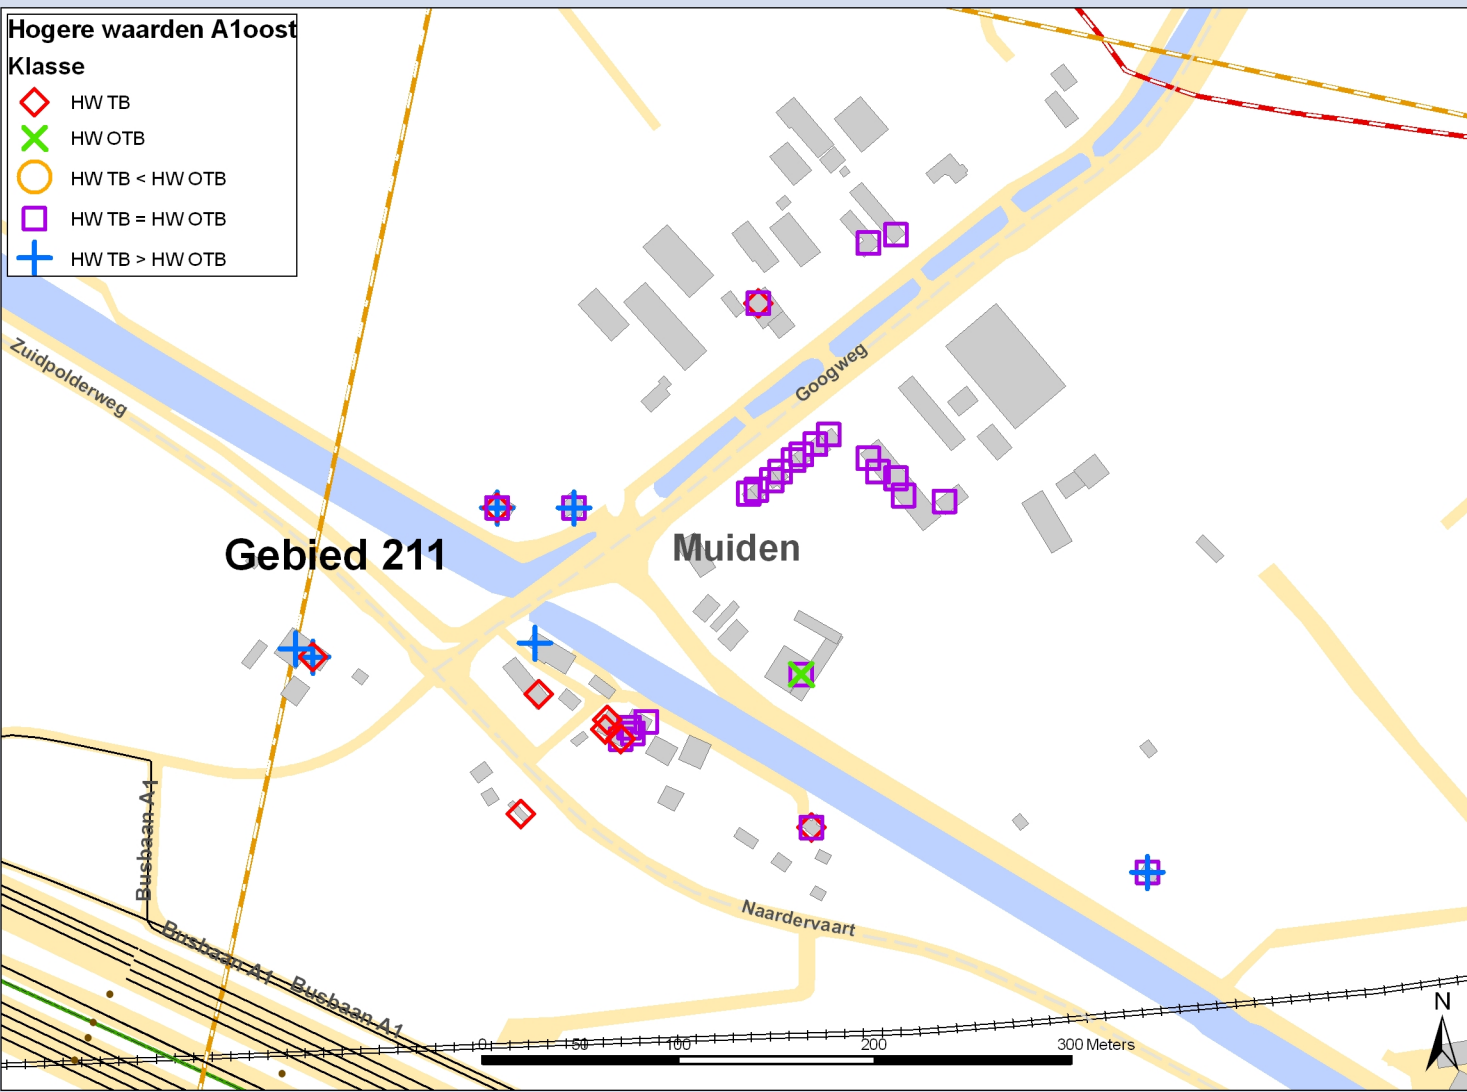 Hogere waarden A1oost
Klasse
HW TB
HW OTB
HW TB < HW OTB
HW TB = HW OTB
HW TB > HW OTB
Zuidpolderweg
Googweg
Muiden
Gebied 211
Busbaan A1
Busbaan A1
Busbaan A1
Naardervaart
N
0 50 100 200 300 Meters